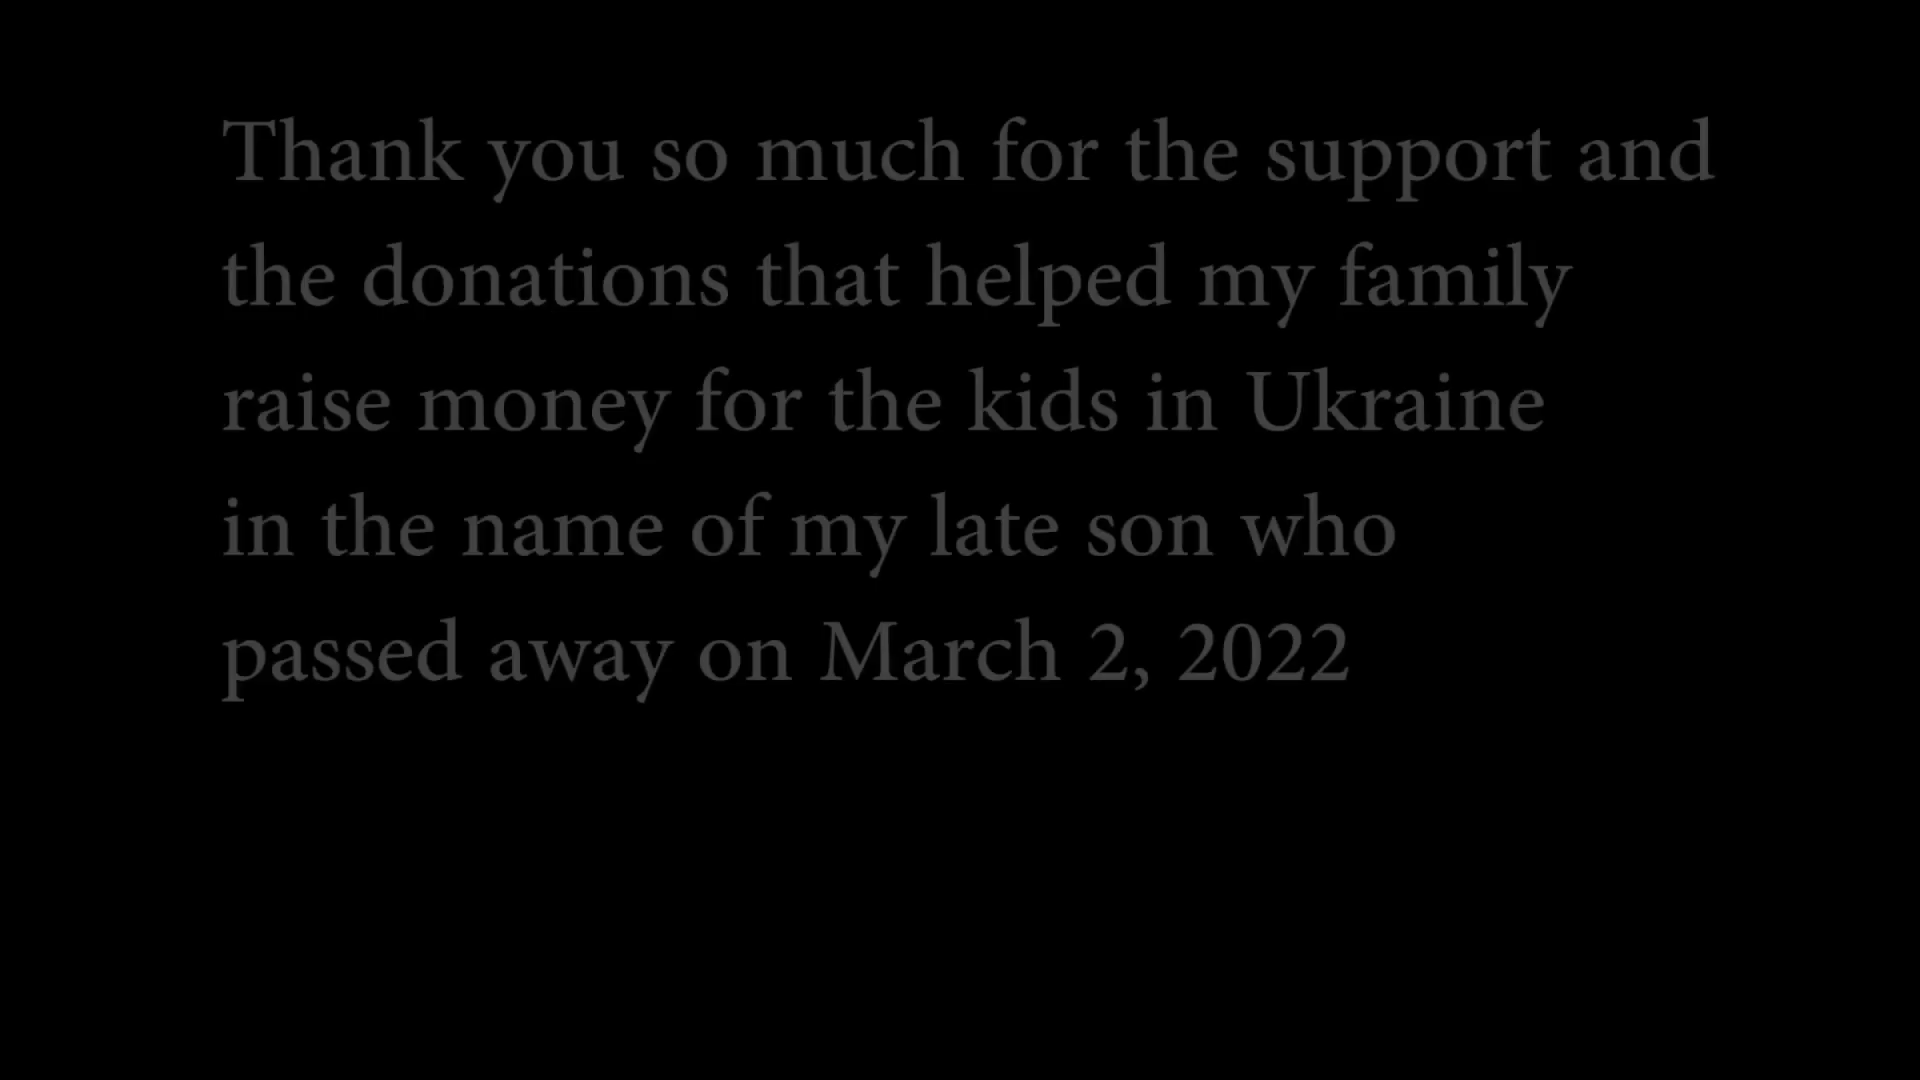 Thank you so much for the support and
the donations that helped my family
raise money for the kids in Ukraine
in the name of my late son who
passed away on March 2, 2022